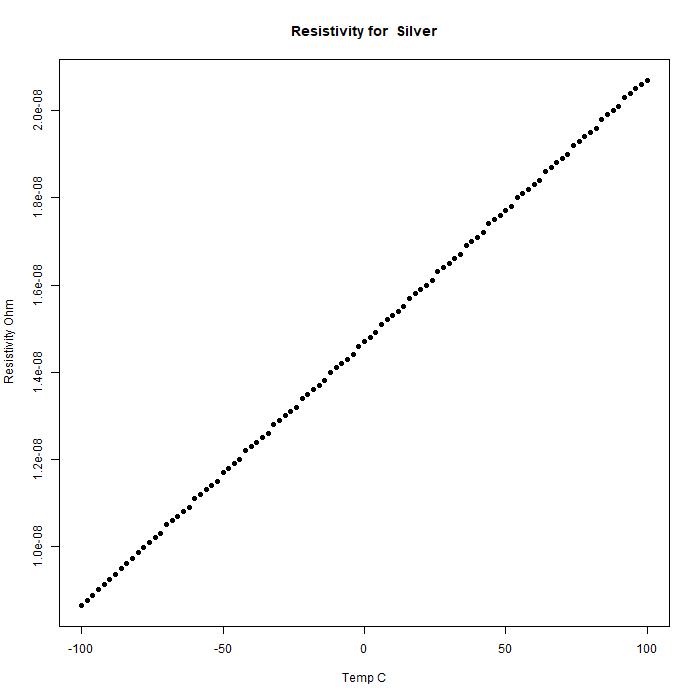 Resistivity for  Silver
Resistivity Ohm
2.0e-08
1.8e-08
1.6e-08
1.4e-08
1.2e-08
1.0e-08
-100
-50
0
50
100
Temp C